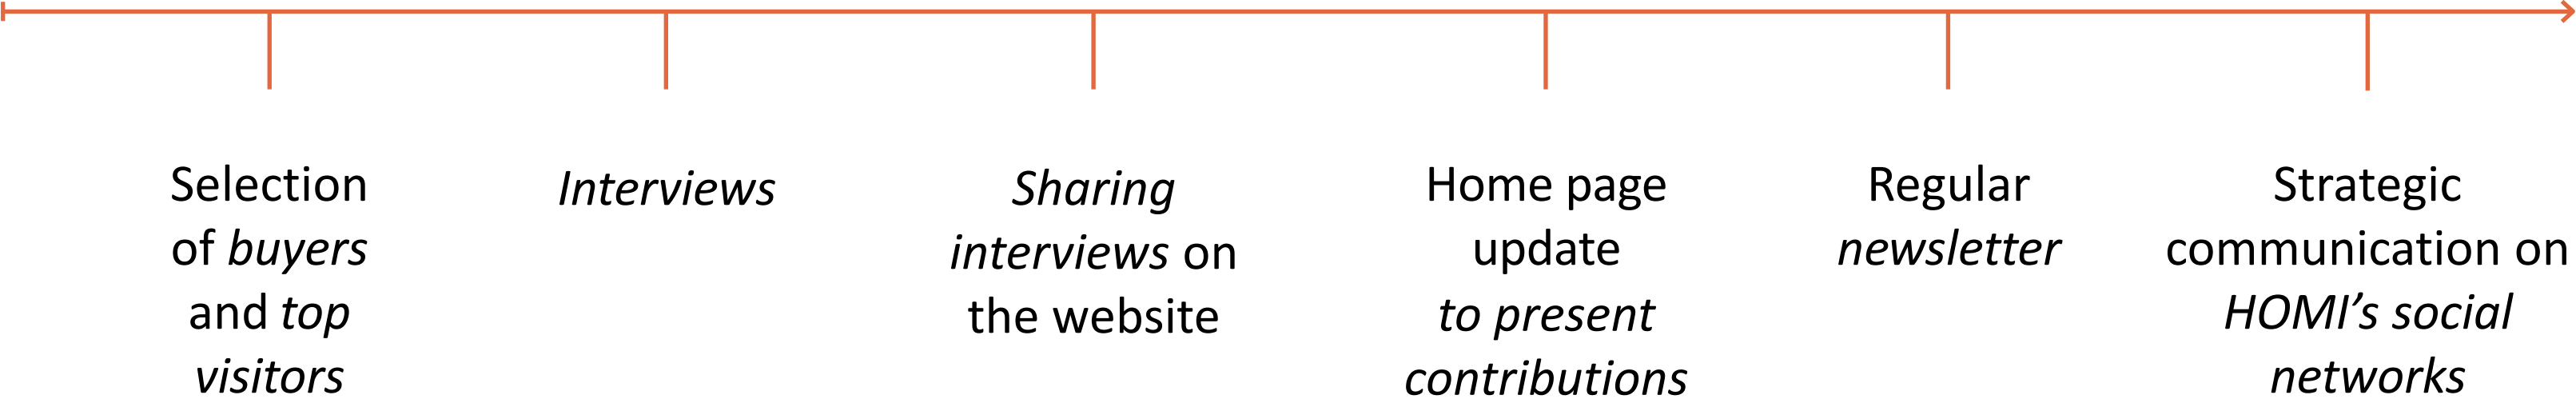 Selection
of buyers
and top
visitors
Interviews
Sharing
interviews on
the website
Home page
update
to present
contributions
Regular
newsletter
Strategic
communication on
HOMI’s social
networks